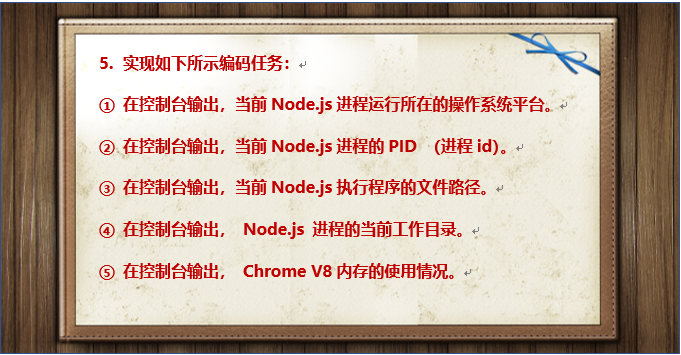 5. 实现如下所示编码任务：
① 在控制台输出，当前 Node.js 进程运行所在的操作系统平台。
② 在控制台输出，当前 Node.js 进程的 PID （进程 id）。
③ 在控制台输出，当前 Node.js 执行程序的文件路径。
④ 在控制台输出， Node.js 进程的当前工作目录。
⑤ 在控制台输出， Chrome V8 内存的使用情况。